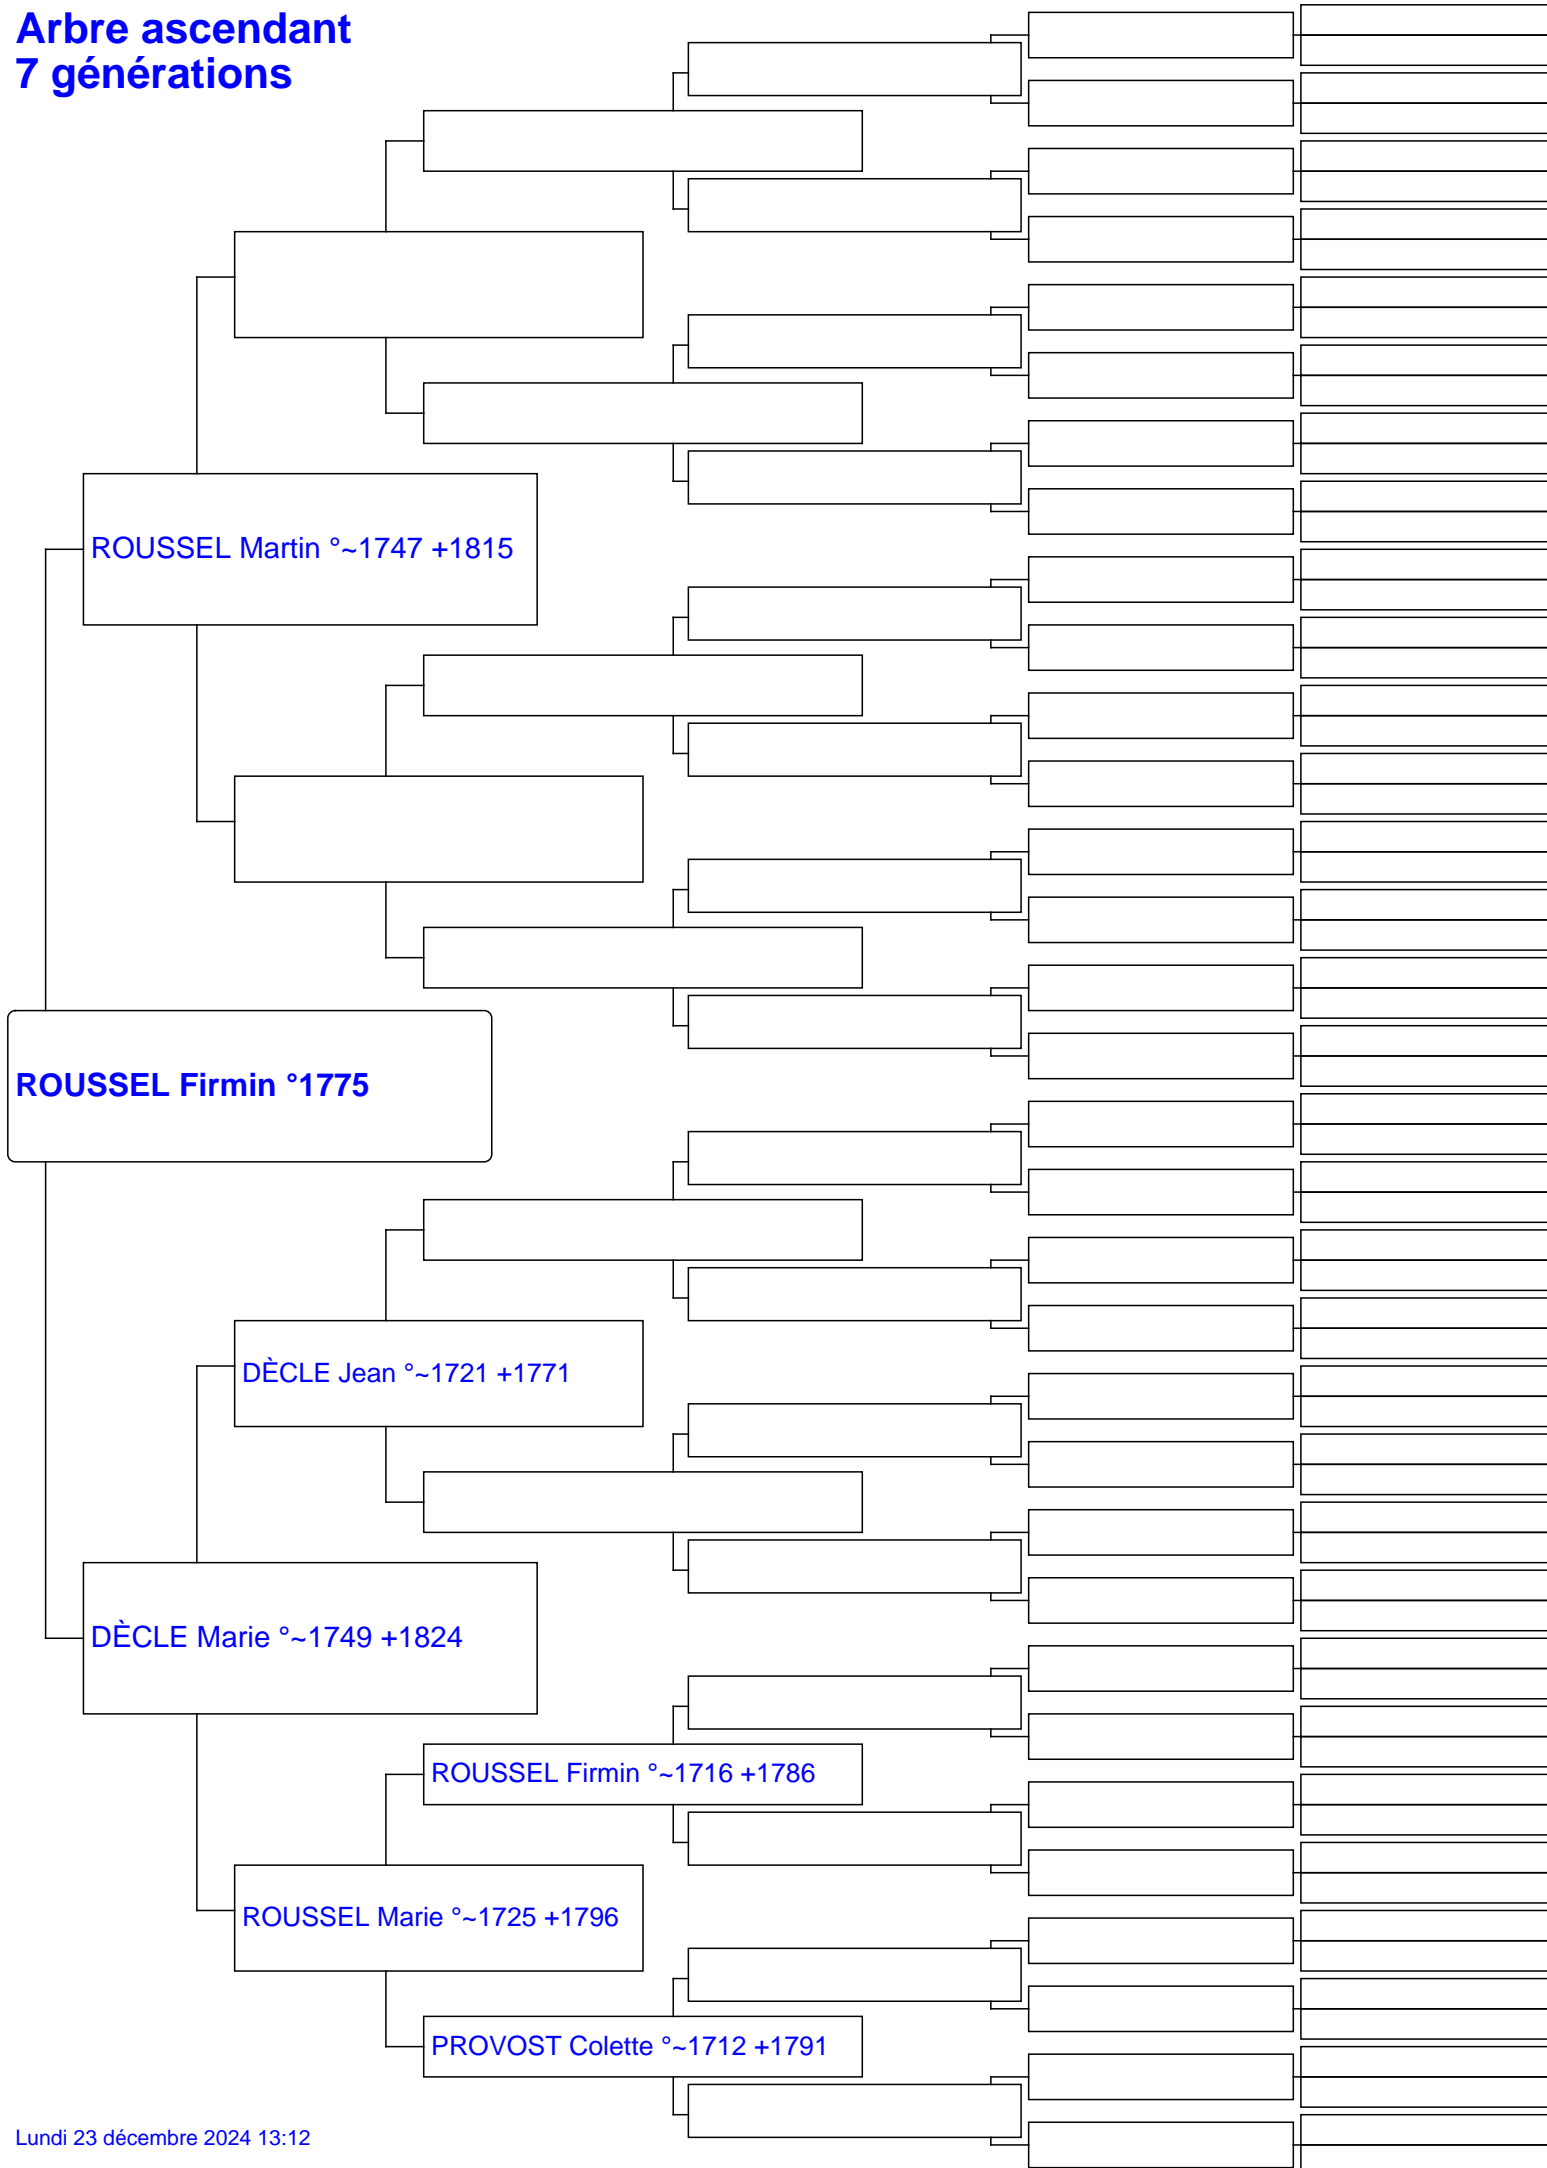 Arbre ascendant
7 générations
ROUSSEL Martin °~1747 +1815
ROUSSEL Firmin °1775
DÈCLE Jean °~1721 +1771
DÈCLE Marie °~1749 +1824
ROUSSEL Firmin °~1716 +1786
ROUSSEL Marie °~1725 +1796
PROVOST Colette °~1712 +1791
Lundi 23 décembre 2024 13:12